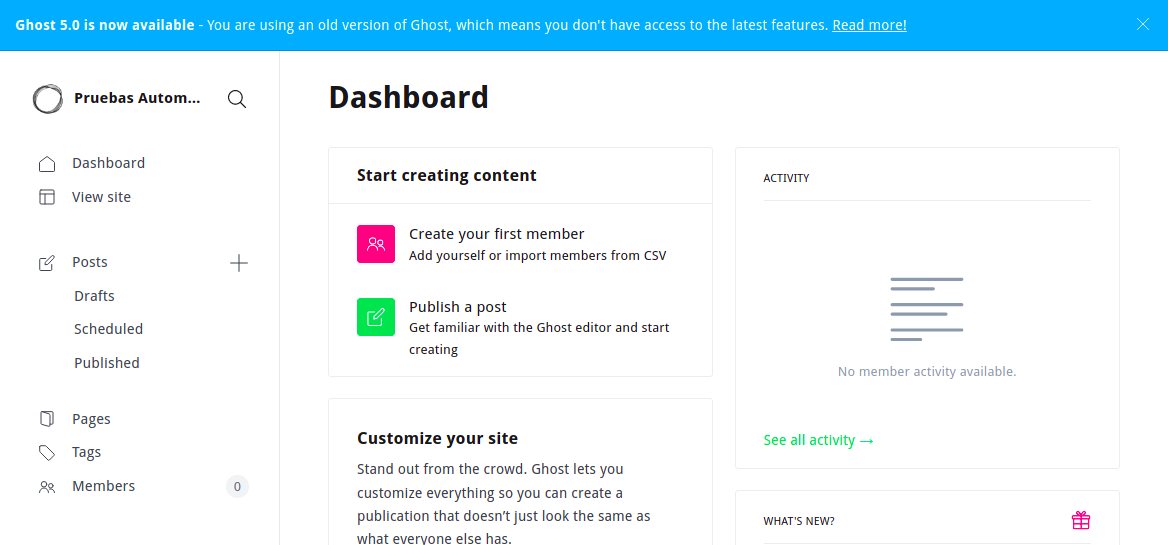 Ghost 5.0 is now available - You are using an old version of Ghost, which means you don't have access to the latest features. Read more!
Pruebas Autom...
Dashboard
View site
Posts
Drafts
Scheduled
Published
Pages
Tags
Members
0
Dashboard
Start creating content
Create your first member
Add yourself or import members from CSV
Publish a post
Get familiar with the Ghost editor and start
creating
Customize your site
Stand out from the crowd. Ghost lets you
customize everything so you can create a
publication that doesn’t just look the same as
what everyone else has.
ACTIVITY
No member activity available.
See all activity →
WHAT'S NEW?